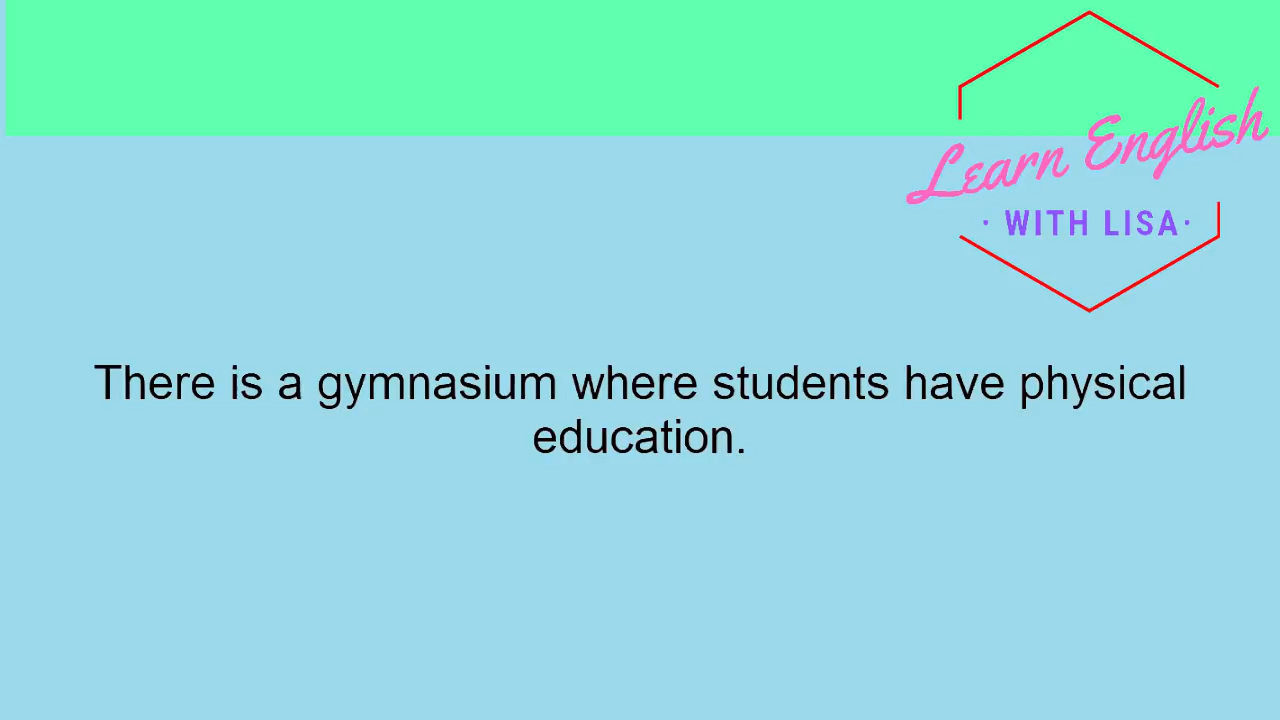 Learn English
· WITH LISA ·
There is a gymnasium where students have physical
education.